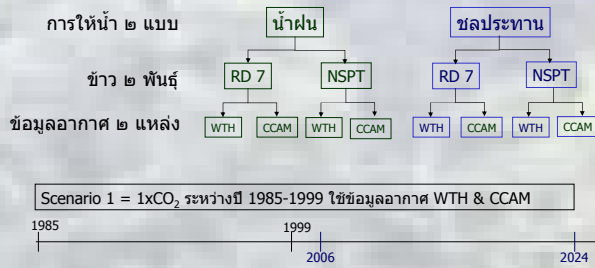 การให้น้ำ ๒ แบบ น้ำฝน ชลประทาน
ข้าว ๒ พันธุ์ RD 7 NSPT RD 7 NSPT
ข้อมูลอากาศ ๒ แหล่ง WTH CCAM WTH CCAM WTH CCAM WTH CCAM
Scenario 1 = 1xCO₂ ระหว่างปี 1985-1999 ใช้ข้อมูลอากาศ WTH & CCAM
1985 1999
2006 2024